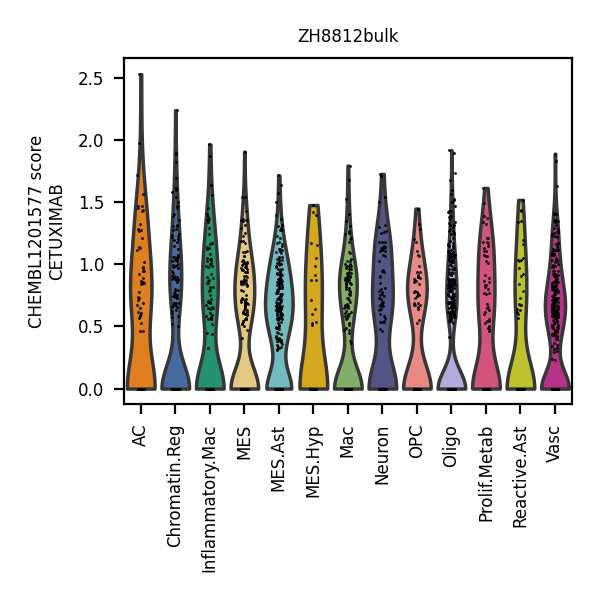 ZH8812bulk
CHEMBL1201577 score
CETUXIMAB
2.5
2.0
1.5
1.0
0.5
0.0
AC
Chromatin.Reg
Inflammatory.Mac
MES
MES.Ast
MES.Hyp
Mac
Neuron
OPC
Oligo
Prolif.Metab
Reactive.Ast
Vasc